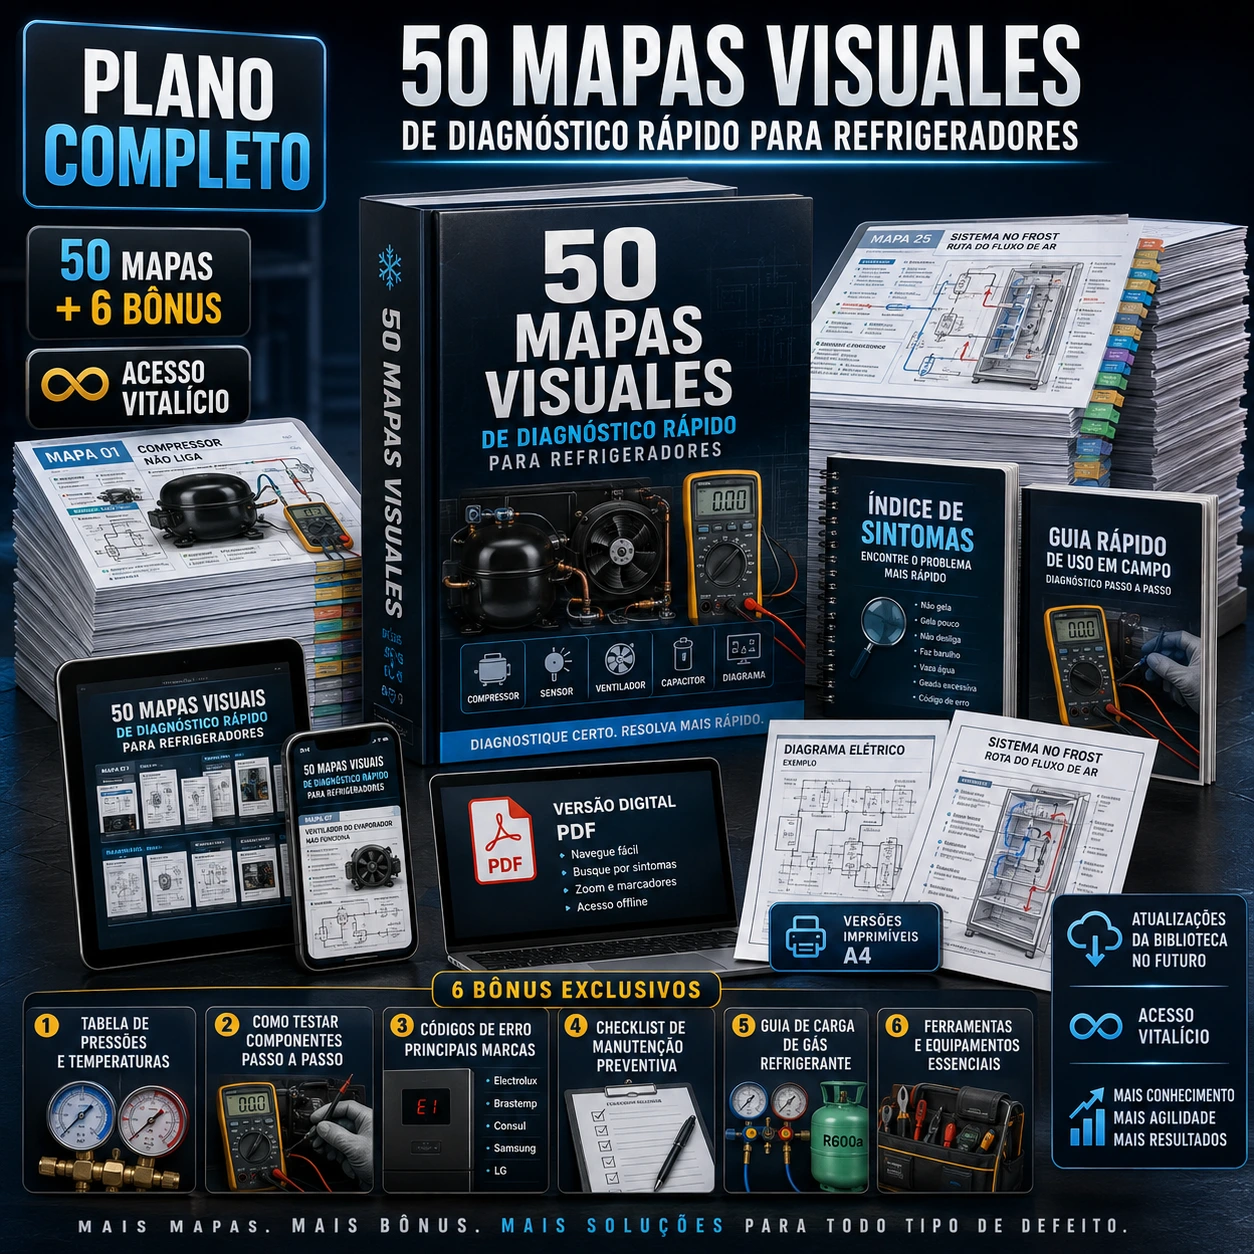 PLANO
COMPLETO
50 MAPAS VISUALES
DE DIAGNÓSTICO RÁPIDO PARA REFRIGERADORES
50 MAPAS
+ 6 BÔNUS
ACESSO
VITALÍCIO
50 MAPAS VISUALES
50
MAPAS
VISUALES
DE DIAGNÓSTICO RÁPIDO
PARA REFRIGERADORES
COMPRESSOR
SENSOR
VENTILADOR
CAPACITOR
DIAGRAMA
DIAGNOSTIQUE CERTO. RESOLVA MAIS RÁPIDO.
MAPA 25
SISTEMA NO FROST
RUTA DO FLUXO DE AR
MAPA 01
COMPRESSOR
NÃO LIGA
ÍNDICE DE
SINTOMAS
ENCONTRE O PROBLEMA
MAIS RÁPIDO
• Não gela
• Gela pouco
• Não desliga
• Faz barulho
• Vaza água
• Geada excessiva
• Código de erro
GUIA RÁPIDO
DE USO EM CAMPO
DIAGNÓSTICO PASSO A PASSO
000
50 MAPAS VISUAIS
DE DIAGNÓSTICO RÁPIDO
PARA REFRIGERADORES
50 MAPAS VISUAIS
DE DIAGNÓSTICO RÁPIDO
PARA REFRIGERADORES
MAPA 07
VENTILADOR DO EVAPORADOR
NÃO FUNCIONA
PDF
VERSÃO DIGITAL
PDF
Navegue fácil
Busque por sintomas
Zoom e marcadores
Acesso offline
DIAGRAMA ELÉTRICO
EXEMPLO
SISTEMA NO FROST
ROTA DO FLUXO DE AR
VERSÕES
IMPRIMÍVEIS
A4
ATUALIZAÇÕES
DA BIBLIOTECA
NO FUTURO
ACESSO
VITALÍCIO
MAIS CONHECIMENTO
MAIS AGILIDADE
MAIS RESULTADOS
6 BÔNUS EXCLUSIVOS
1 TABELA DE
PRESSÕES
E TEMPERATURAS
2 COMO TESTAR
COMPONENTES
PASSO A PASSO
000
3 CÓDIGOS DE ERRO
PRINCIPAIS MARCAS
E1
• Electrolux
• Brastemp
• Consul
• Samsung
• LG
4 CHECKLIST DE
MANUTENÇÃO
PREVENTIVA
5 GUIA DE CARGA
DE GÁS
REFRIGERANTE
R600a
6 FERRAMENTAS
E EQUIPAMENTOS
ESSENCIAIS
MAIS MAPAS. MAIS BÔNUS. MAIS SOLUÇÕES PARA TODO TIPO DE DEFEITO.